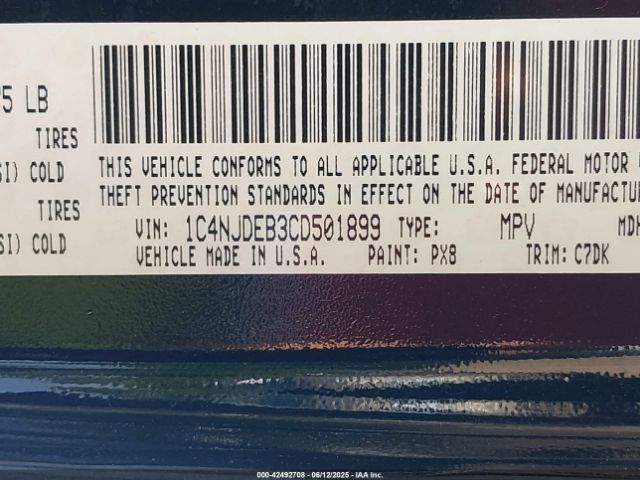 75 LB
TIRES
SI) COLD
TIRES
SI) COLD
THIS VEHICLE CONFORMS TO ALL APPLICABLE U.S.A. FEDERAL MOTOR
THEFT PREVENTION STANDARDS IN EFFECT ON THE DATE OF MANUFACTUR
VIN: 1C4NJDEB3CD501899 TYPE: MPV MDH
VEHICLE MADE IN U.S.A. PAINT: PX8 TRIM: C7DK
000-42492708 - 06/12/2025 - IAA Inc.